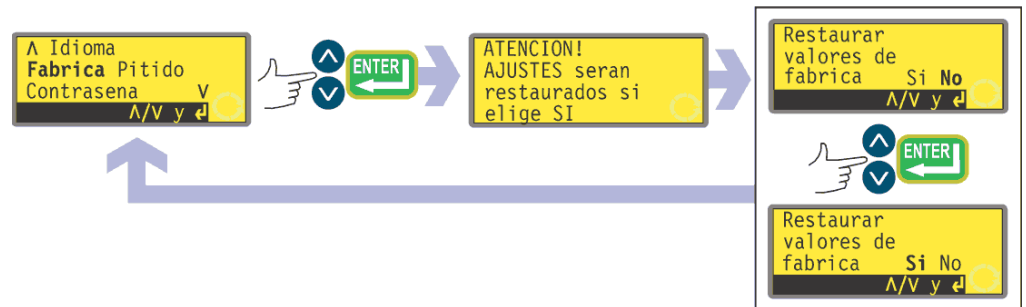 Λ Idioma
Fabrica Pitido
Contrasena V
Λ/V y ↲
ENTER
ATENCION!
AJUSTES seran
restaurados si
elige SI
Restaurar
valores de
fabrica Si No
Λ/V y ↲
ENTER
Restaurar
valores de
fabrica Si No
Λ/V y ↲